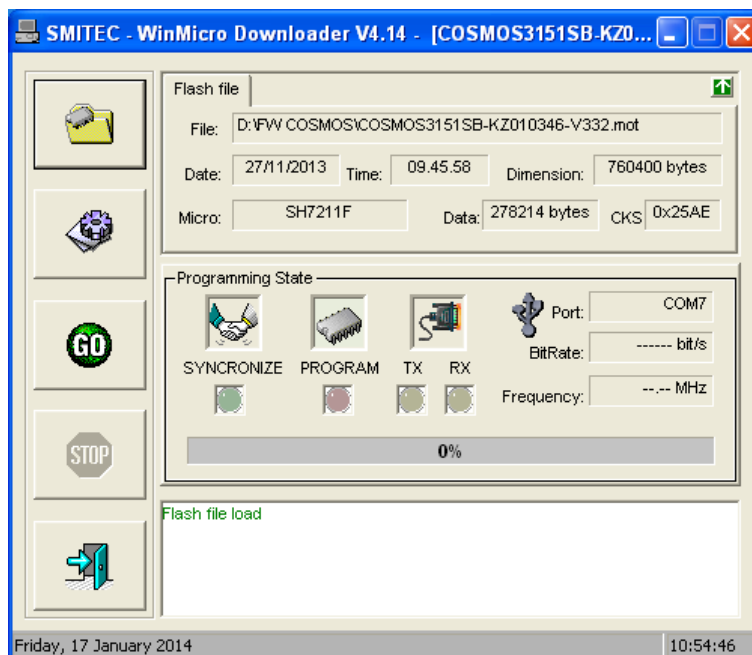 SMITEC - WinMicro Downloader V4.14 - [COSMOS3151SB-KZ0...
Flash file
File: D:\FW COSMOS\COSMOS3151SB-KZ010346-V332.mot
Date: 27/11/2013 Time: 09.45.58 Dimension: 760400 bytes
Micro: SH7211F Data: 278214 bytes CKS 0x25AE
Programming State
Port: COM7
BitRate: ------ bit/s
SYNCRONIZE PROGRAM TX RX
Frequency: --.-- MHz
0%
GO
STOP
Flash file load
Friday, 17 January 2014 10:54:46